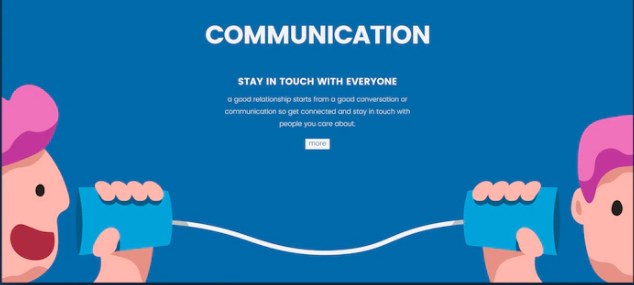 COMMUNICATION
STAY IN TOUCH WITH EVERYONE
a good relationship starts from a good conversation or
communication so get connected and stay in touch with
people you care about.
more